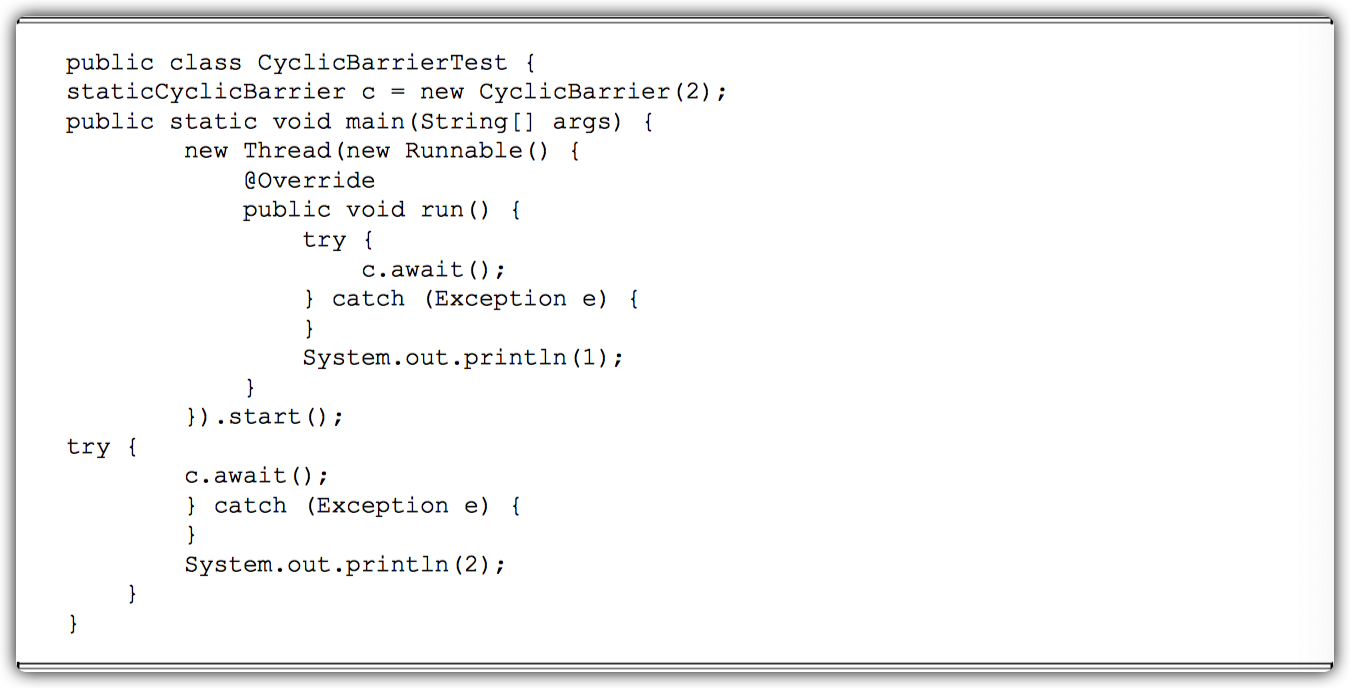 public class CyclicBarrierTest {
staticCyclicBarrier c = new CyclicBarrier(2);
public static void main(String[] args) {
new Thread(new Runnable() {
@Override
public void run() {
try {
c.await();
} catch (Exception e) {
}
System.out.println(1);
}
}).start();
try {
c.await();
} catch (Exception e) {
}
System.out.println(2);
}
}